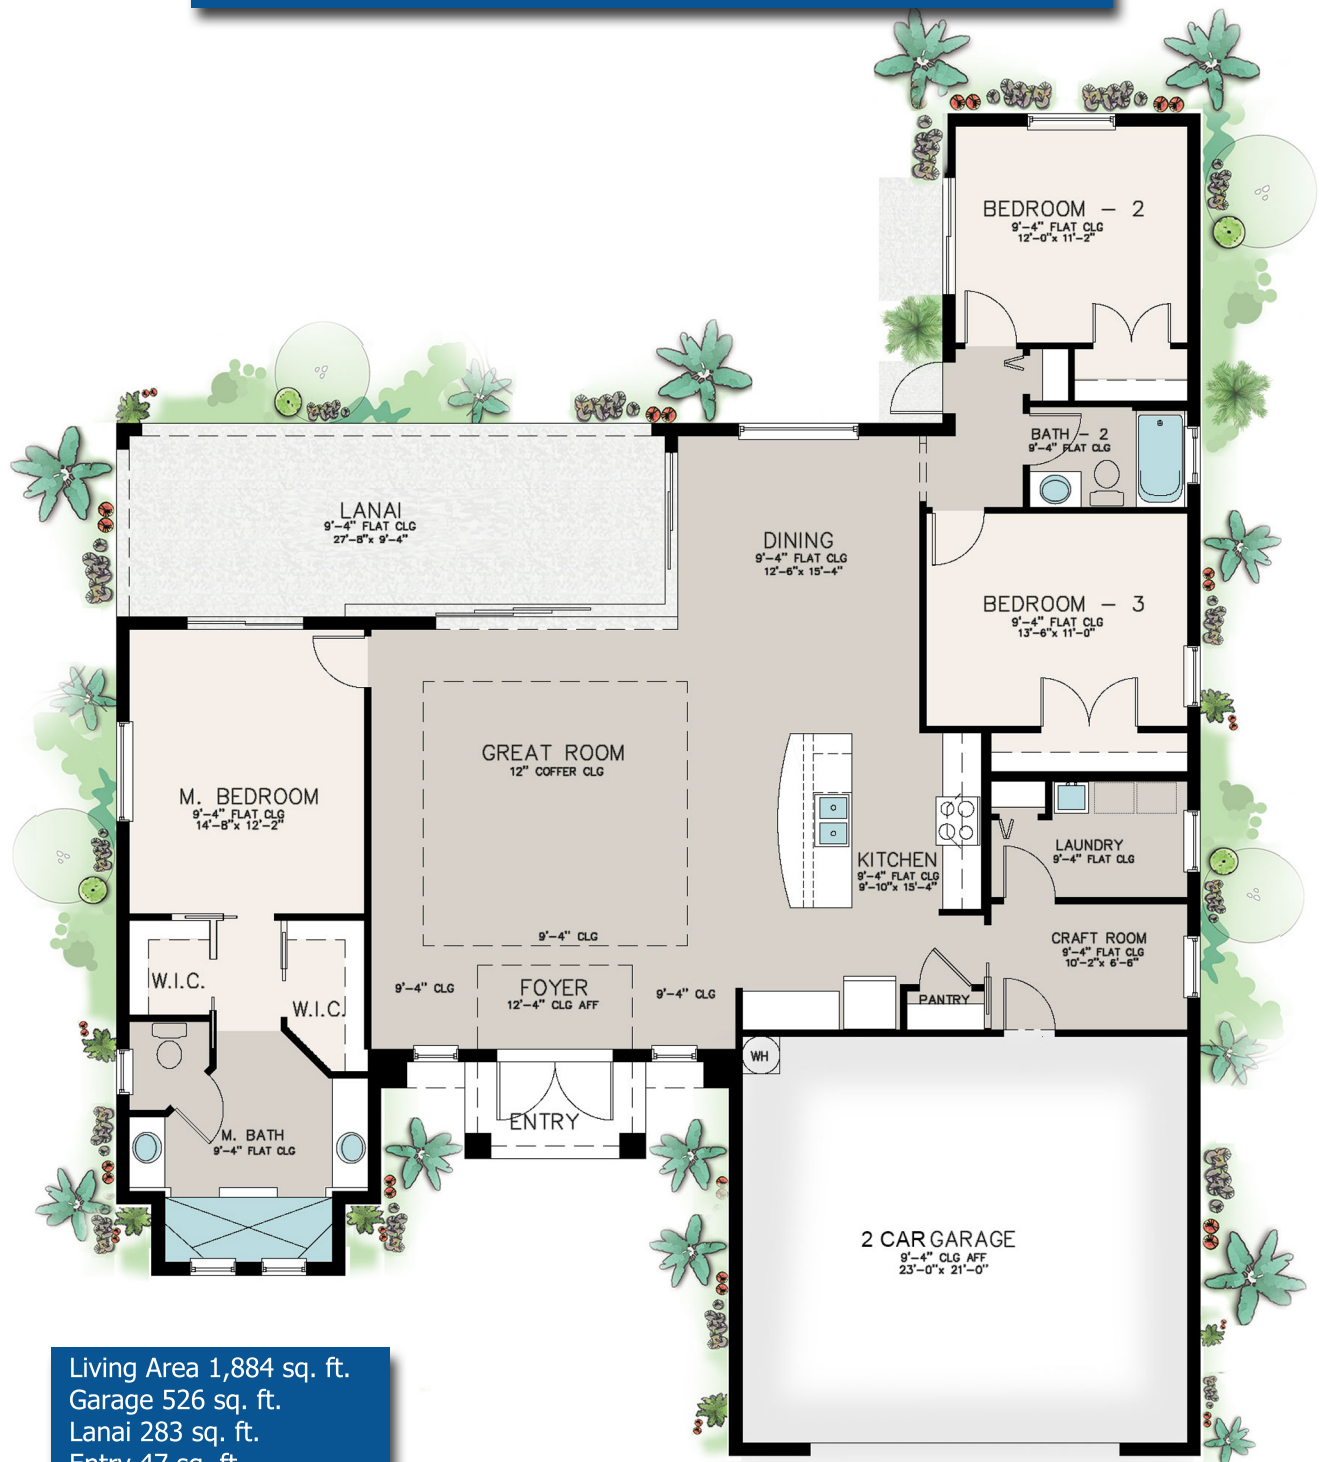 BEDROOM - 2
9'-4" FLAT CLG
12'-0"x 11'-2"
BATH - 2
9'-4" FLAT CLG
LANAI
9'-4" FLAT CLG
27'-8"x 9'-4"
DINING
9'-4" FLAT CLG
12'-6"x 15'-4"
BEDROOM - 3
9'-4" FLAT CLG
13'-6"x 11'-0"
GREAT ROOM
12" COFFER CLG
M. BEDROOM
9'-4" FLAT CLG
14'-8"x 12'-2"
KITCHEN
9'-4" FLAT CLG
9'-10"x 15'-4"
LAUNDRY
9'-4" FLAT CLG
9'-4" CLG
CRAFT ROOM
9'-4" FLAT CLG
10'-2"x 6'-6"
W.I.C.
W.I.C.
9'-4" CLG
FOYER
12'-4" CLG AFF
9'-4" CLG
PANTRY
WH
ENTRY
M. BATH
9'-4" FLAT CLG
2 CAR GARAGE
9'-4" CLG AFF
23'-0"x 21'-0"
Living Area 1,884 sq. ft.
Garage 526 sq. ft.
Lanai 283 sq. ft.
Entry 47 sq. ft.